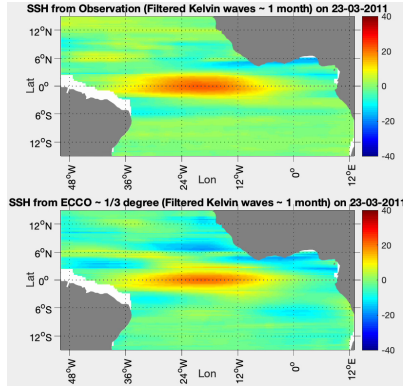 SSH from Observation (Filtered Kelvin waves ~ 1 month) on 23-03-2011
12°N
6°N
0°
6°S
12°S
Lat
48°W
36°W
24°W
12°W
0°
12°E
Lon
40
20
0
-20
-40
SSH from ECCO ~ 1/3 degree (Filtered Kelvin waves ~ 1 month) on 23-03-2011
12°N
6°N
0°
6°S
12°S
Lat
48°W
36°W
24°W
12°W
0°
12°E
Lon
40
20
0
-20
-40